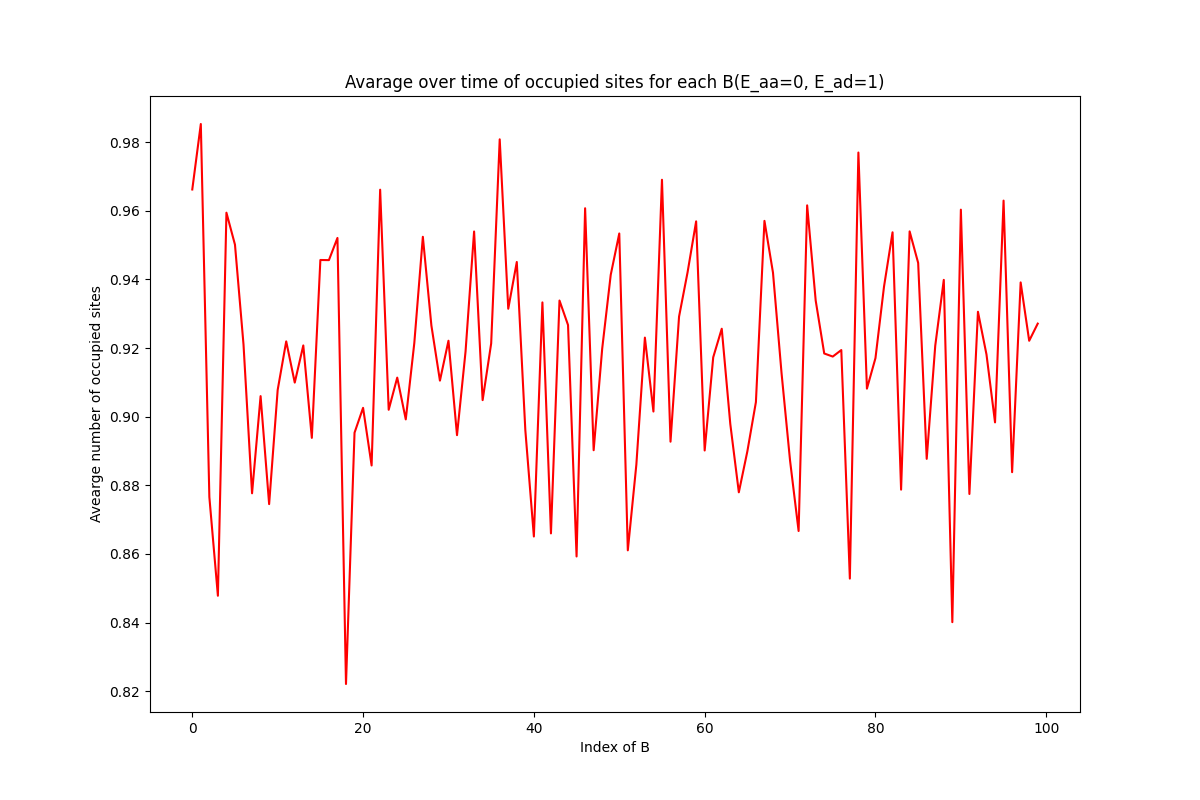 Avarage over time of occupied sites for each B(E_aa=0, E_ad=1)
Avearge number of occupied sites
0.98
0.96
0.94
0.92
0.90
0.88
0.86
0.84
0.82
0 20 40 60 80 100
Index of B